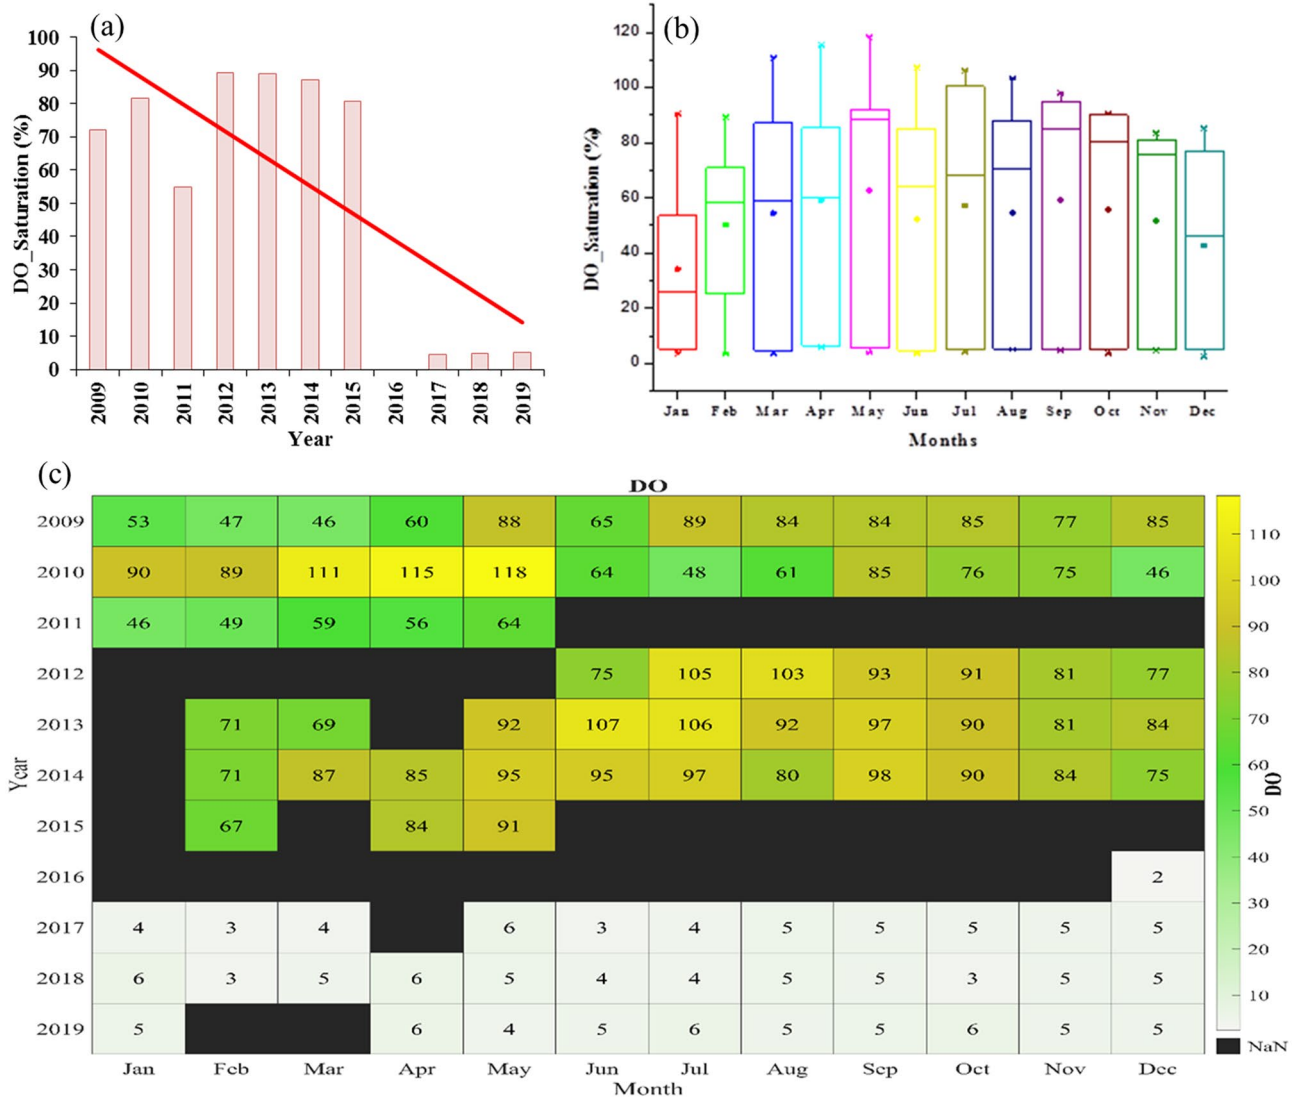 (a)
100
90
80
70
60
50
40
30
20
10
0
DO_Saturation (%)
2009 2010 2011 2012 2013 2014 2015 2016 2017 2018 2019
Year
(b)
120
100
80
60
40
20
0
DO_Saturation (%)
Jan Feb Mar Apr May Jun Jul Aug Sep Oct Nov Dec
Months
(c)
DO
2009 53 47 46 60 88 65 89 84 84 85 77 85
2010 90 89 111 115 118 64 48 61 85 76 75 46
2011 46 49 59 56 64
2012 75 105 103 93 91 81 77
2013 71 69 92 107 106 92 97 90 81 84
2014 71 87 85 95 95 97 80 98 90 84 75
2015 67 84 91
2016 2
2017 4 3 4 6 3 4 5 5 5 5 5
2018 6 3 5 6 5 4 4 5 5 3 5 5
2019 5 6 4 5 6 5 5 6 5 5
Year
Jan Feb Mar Apr May Jun Jul Aug Sep Oct Nov Dec
Month
110
100
90
80
70
60
50
40
30
20
10
DO
NaN